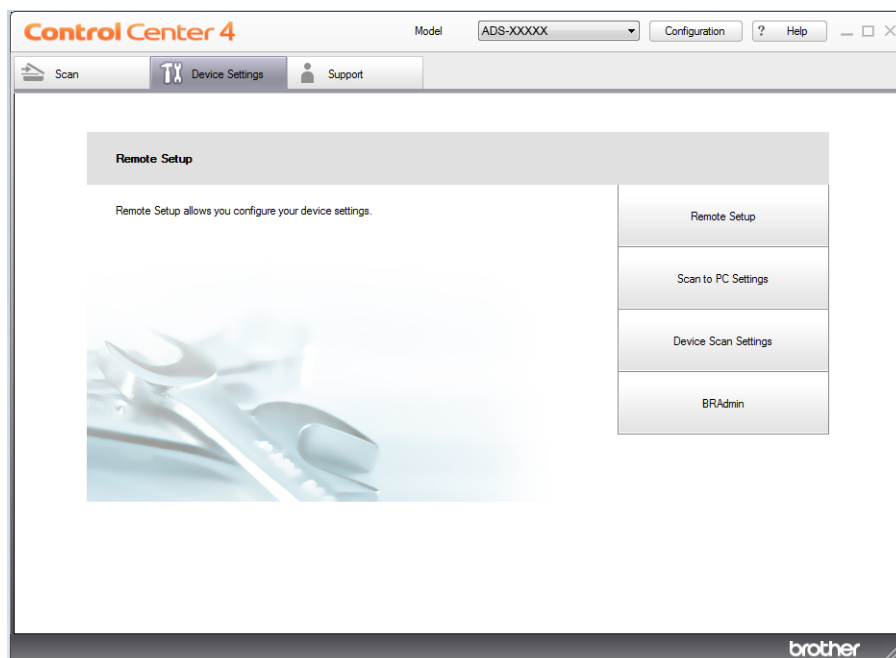 Control Center 4
Model ADS-XXXXX Configuration ? Help
Scan Device Settings Support
Remote Setup
Remote Setup allows you configure your device settings.
Remote Setup
Scan to PC Settings
Device Scan Settings
BRAdmin
brother